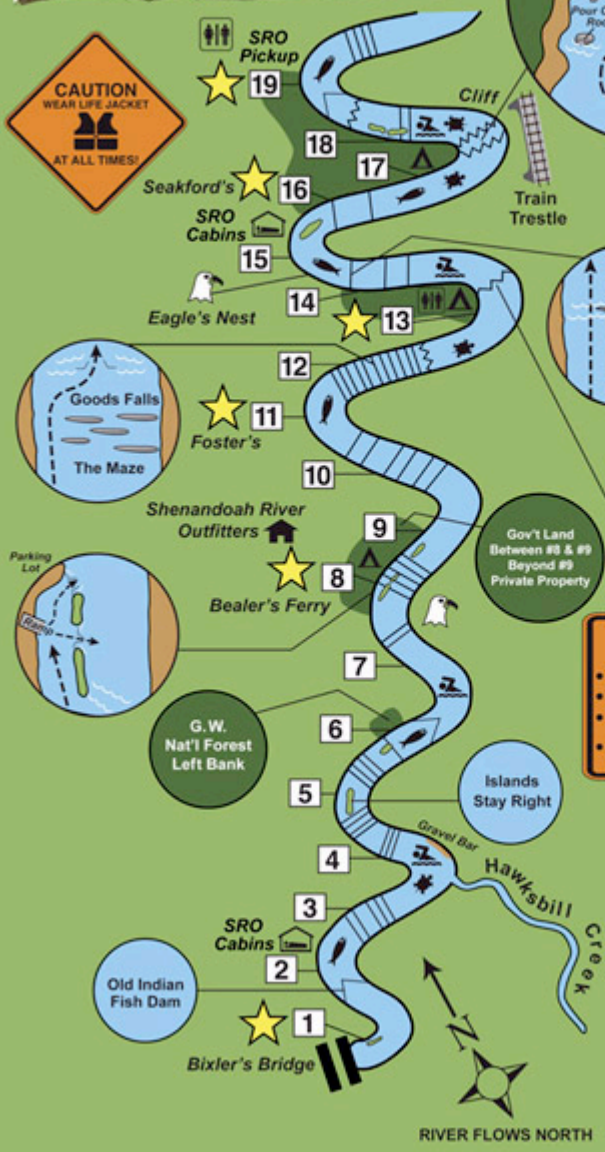 Pour O
Roc
SRO
Pickup
19
CAUTION
WEAR LIFE JACKET
AT ALL TIMES!
Cliff
18
17
Train
Trestle
Seakford's
16
SRO
Cabins
15
Eagle's Nest
14
13
12
Goods Falls
The Maze
11
Foster's
10
Shenandoah River
Outfitters
9
Gov't Land
Between #8 & #9
Beyond #9
Private Property
8
Bealer's Ferry
Parking
Lot
Ramp
7
G.W.
Nat'l Forest
Left Bank
6
5
Islands
Stay Right
Gravel Bar
4
Hawksbill Creek
3
SRO
Cabins
2
Old Indian
Fish Dam
1
Bixler's Bridge
N
RIVER FLOWS NORTH